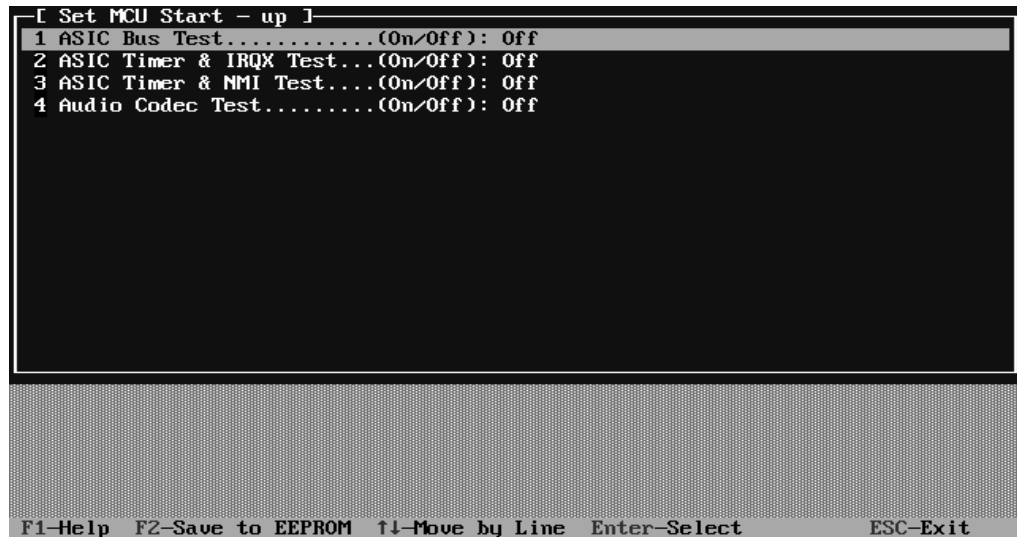 [ Set MCU Start - up ]
1 ASIC Bus Test............(On/Off): Off
2 ASIC Timer & IRQX Test...(On/Off): Off
3 ASIC Timer & NMI Test....(On/Off): Off
4 Audio Codec Test.........(On/Off): Off
F1-Help F2-Save to EEPROM ↑↓-Move by Line Enter-Select ESC-Exit